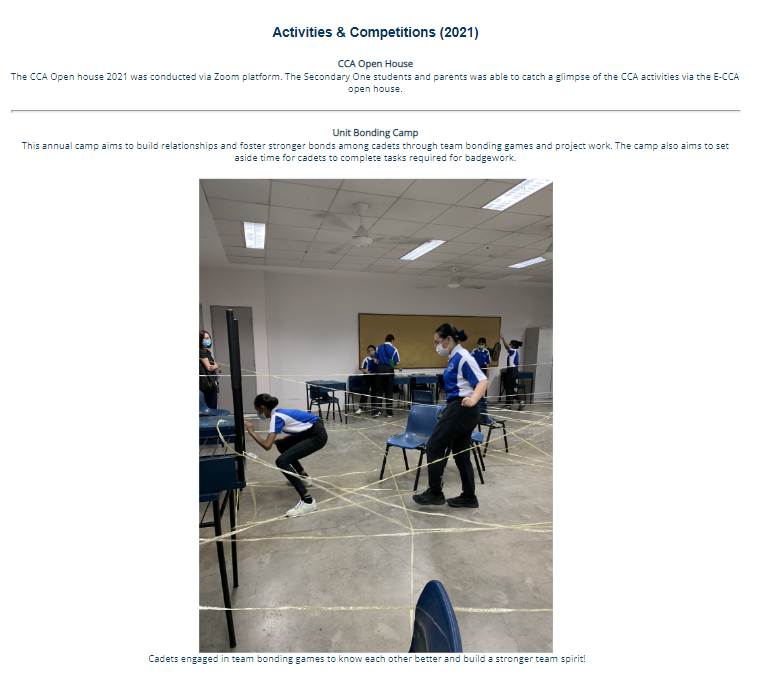 Activities & Competitions (2021)
CCA Open House
The CCA Open house 2021 was conducted via Zoom platform. The Secondary One students and parents was able to catch a glimpse of the CCA activities via the E-CCA
open house.
Unit Bonding Camp
This annual camp aims to build relationships and foster stronger bonds among cadets through team bonding games and project work. The camp also aims to set
aside time for cadets to complete tasks required for badgework.
Cadets engaged in team bonding games to know each other better and build a stronger team spirit!